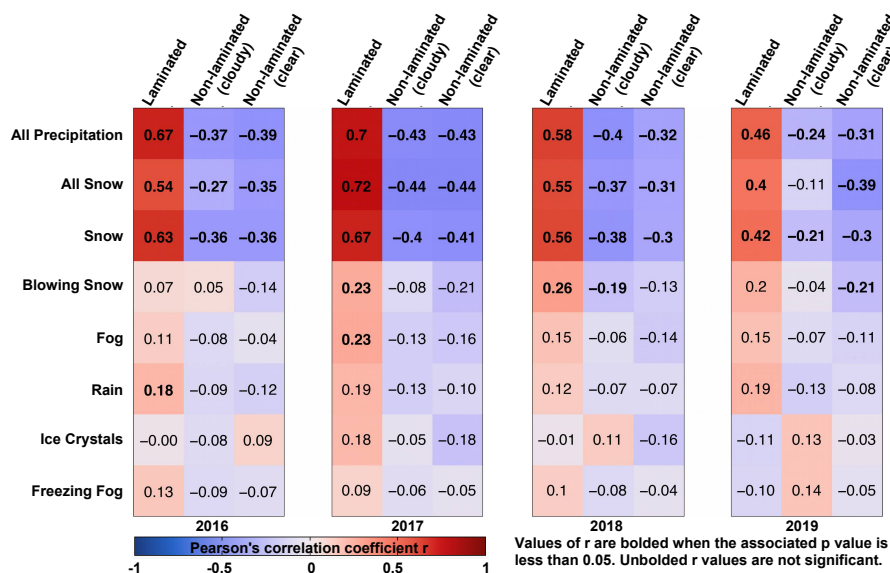 Laminated Non-laminated (cloudy) Non-laminated (clear) Laminated Non-laminated (cloudy) Non-laminated (clear) Laminated Non-laminated (cloudy) Non-laminated (clear) Laminated Non-laminated (cloudy) Non-laminated (clear)
All Precipitation 0.67 −0.37 −0.39 0.7 −0.43 −0.43 0.58 −0.4 −0.32 0.46 −0.24 −0.31
All Snow 0.54 −0.27 −0.35 0.72 −0.44 −0.44 0.55 −0.37 −0.31 0.4 −0.11 −0.39
Snow 0.63 −0.36 −0.36 0.67 −0.4 −0.41 0.56 −0.38 −0.3 0.42 −0.21 −0.3
Blowing Snow 0.07 0.05 −0.14 0.23 −0.08 −0.21 0.26 −0.19 −0.13 0.2 −0.04 −0.21
Fog 0.11 −0.08 −0.04 0.23 −0.13 −0.16 0.15 −0.06 −0.14 0.15 −0.07 −0.11
Rain 0.18 −0.09 −0.12 0.19 −0.13 −0.10 0.12 −0.07 −0.07 0.19 −0.13 −0.08
Ice Crystals −0.00 −0.08 0.09 0.18 −0.05 −0.18 −0.01 0.11 −0.16 −0.11 0.13 −0.03
Freezing Fog 0.13 −0.09 −0.07 0.09 −0.06 −0.05 0.1 −0.08 −0.04 −0.10 0.14 −0.05
2016 2017 2018 2019
Pearson's correlation coefficient r
-1 -0.5 0 0.5 1
Values of r are bolded when the associated p value is
less than 0.05. Unbolded r values are not significant.